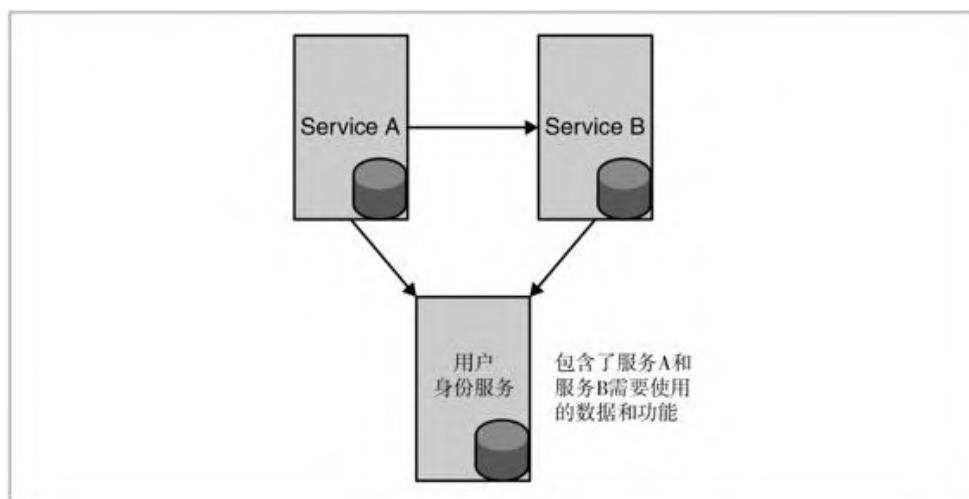 Service A
Service B
用户
身份服务
包含了服务A和
服务B需要使用
的数据和功能